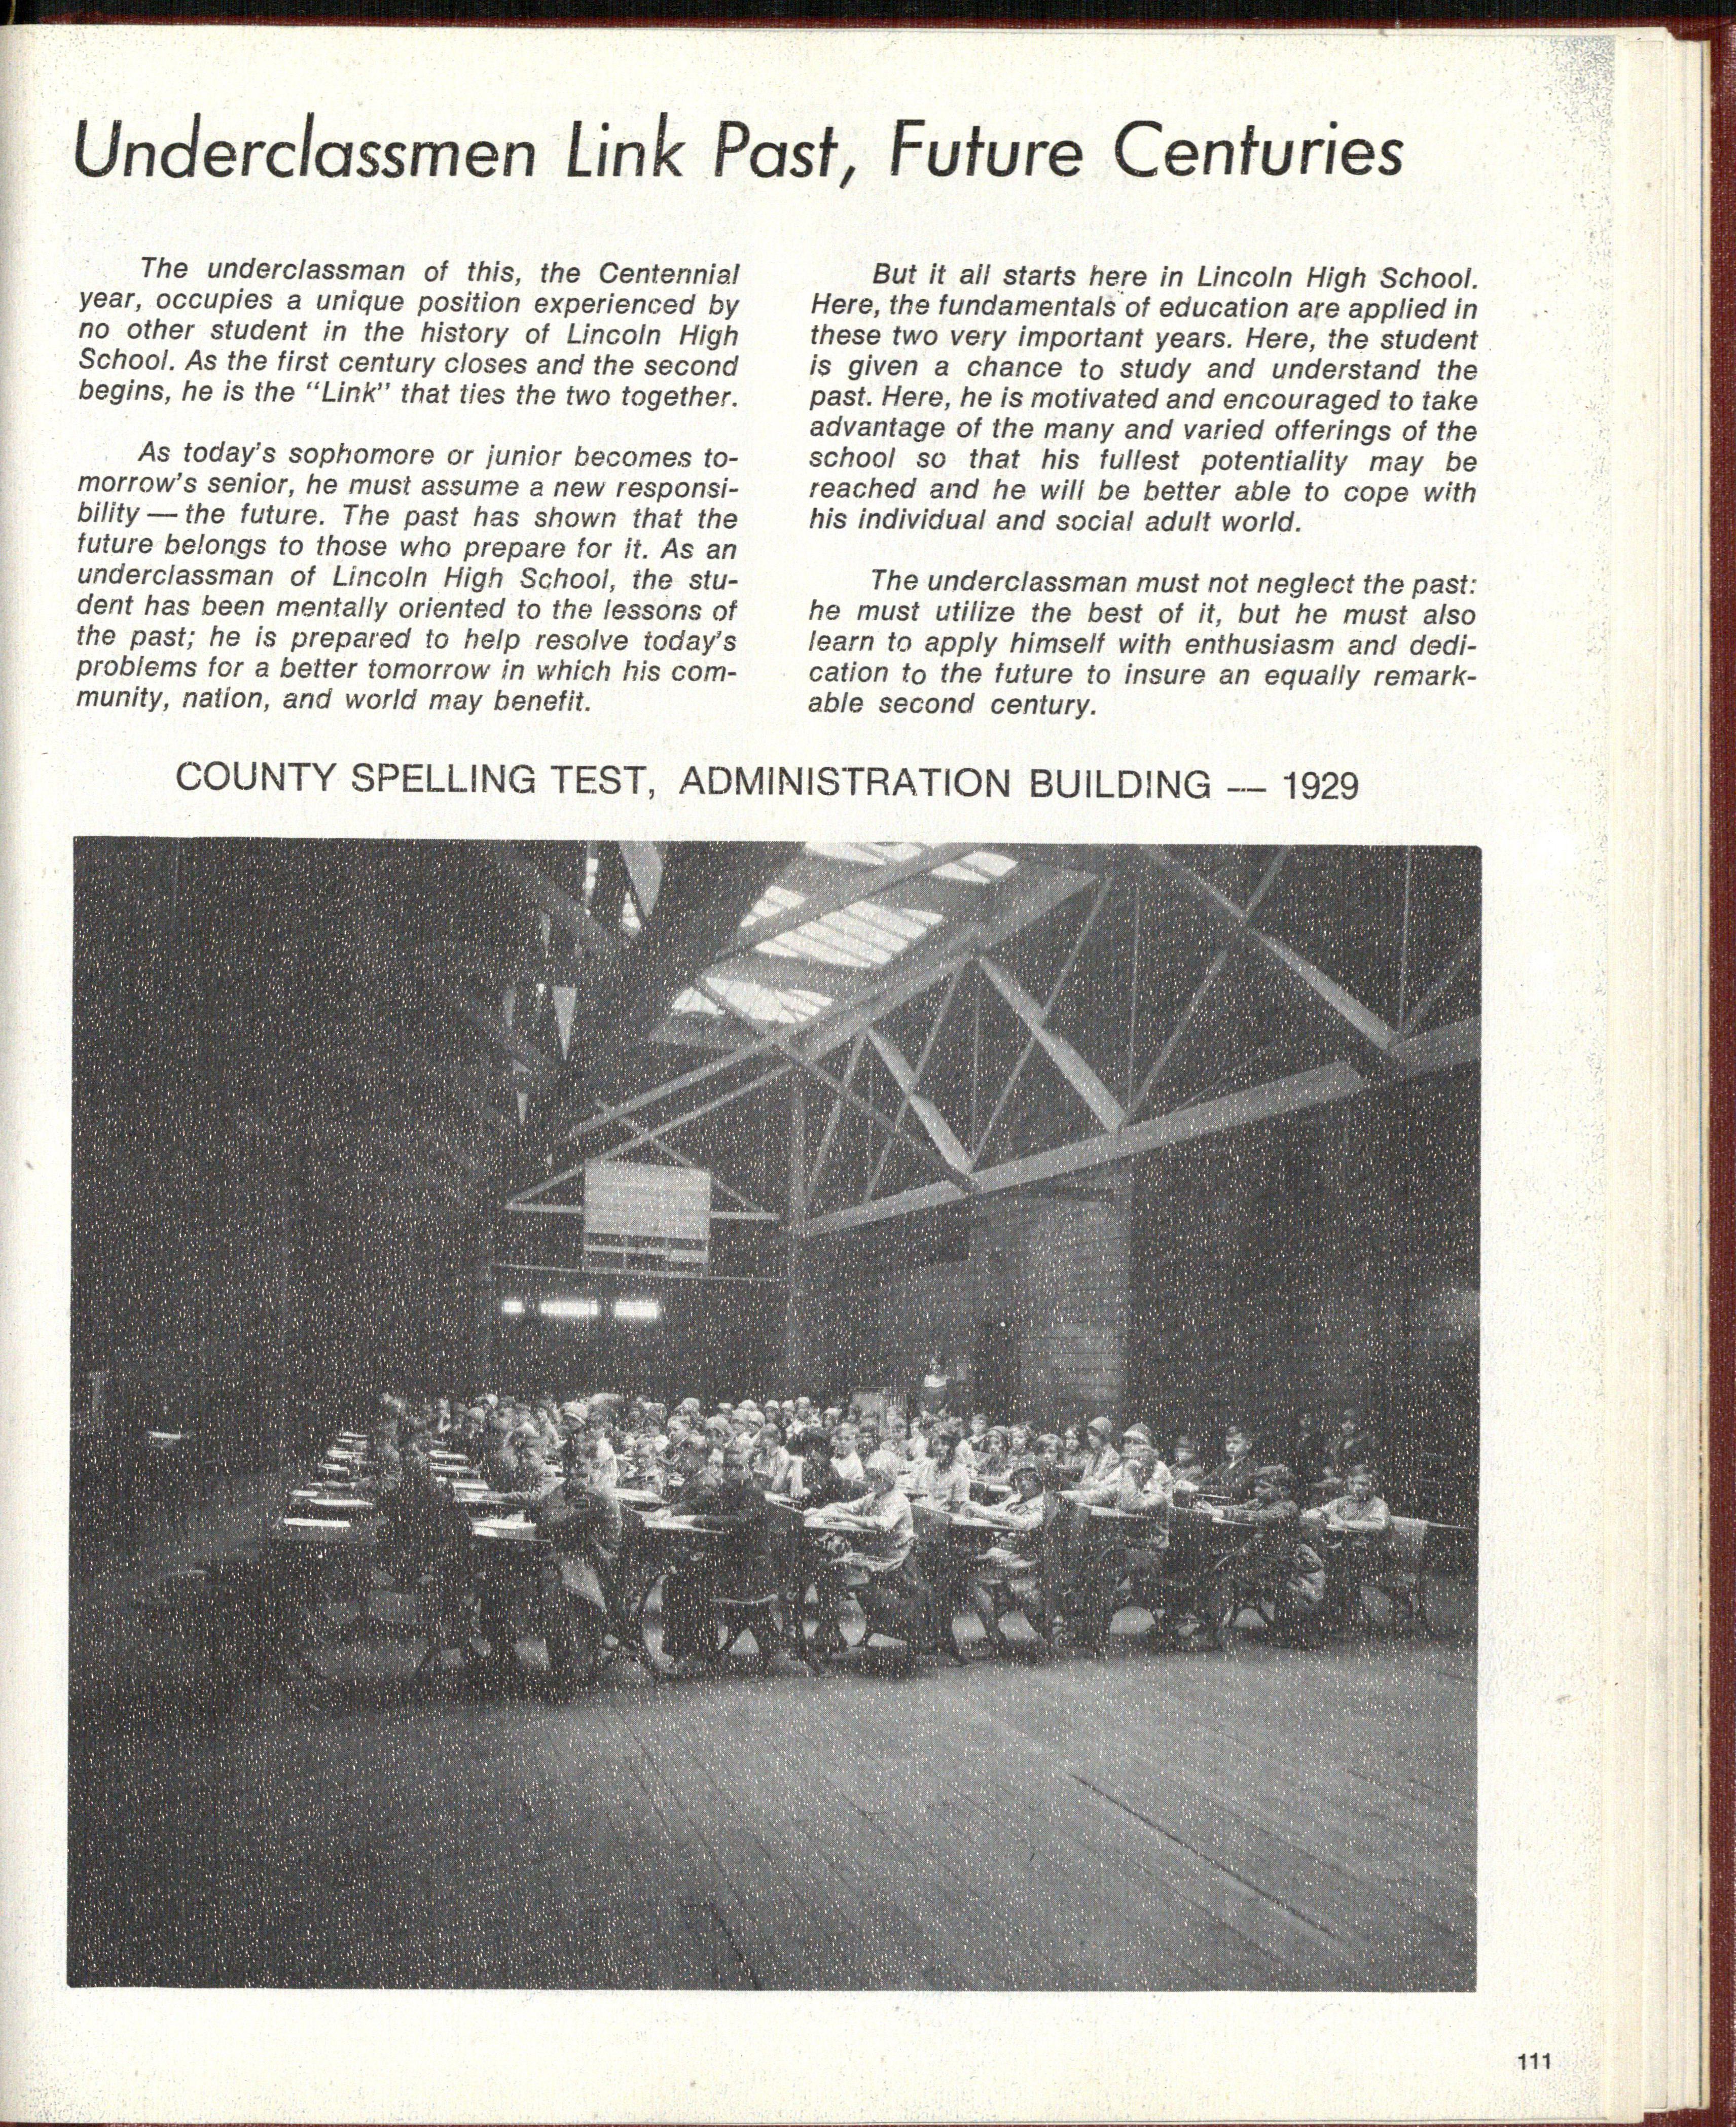 Underclassmen Link Past, Future Centuries
The underclassman of this, the Centennial
year, occupies a unique position experienced by
no other student in the history of Lincoln High
School. As the first century closes and the second
begins, he is the "Link" that ties the two together.
As today's sophomore or junior becomes to-
morrow's senior, he must assume a new responsi-
bility — the future. The past has shown that the
future belongs to those who prepare for it. As an
underclassman of Lincoln High School, the stu-
dent has been mentally oriented to the lessons of
the past; he is prepared to help resolve today's
problems for a better tomorrow in which his com-
munity, nation, and world may benefit.
But it all starts here in Lincoln High School.
Here, the fundamentals of education are applied in
these two very important years. Here, the student
is given a chance to study and understand the
past. Here, he is motivated and encouraged to take
advantage of the many and varied offerings of the
school so that his fullest potentiality may be
reached and he will be better able to cope with
his individual and social adult world.
The underclassman must not neglect the past:
he must utilize the best of it, but he must also
learn to apply himself with enthusiasm and dedi-
cation to the future to insure an equally remark-
able second century.
COUNTY SPELLING TEST, ADMINISTRATION BUILDING -- 1929
111